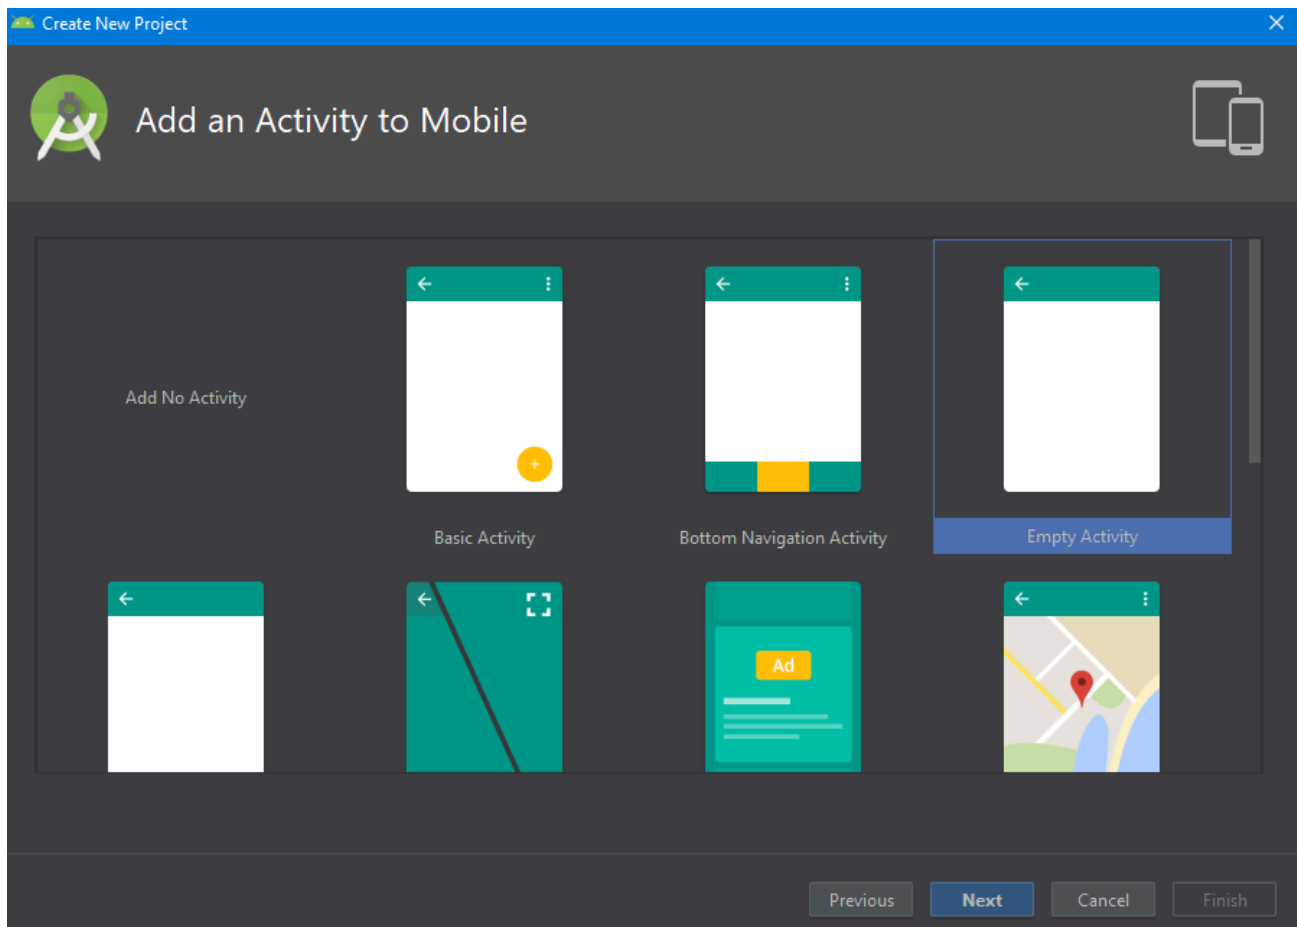 Create New Project
Add an Activity to Mobile
Add No Activity
Basic Activity
Bottom Navigation Activity
Empty Activity
Ad
Previous
Next
Cancel
Finish